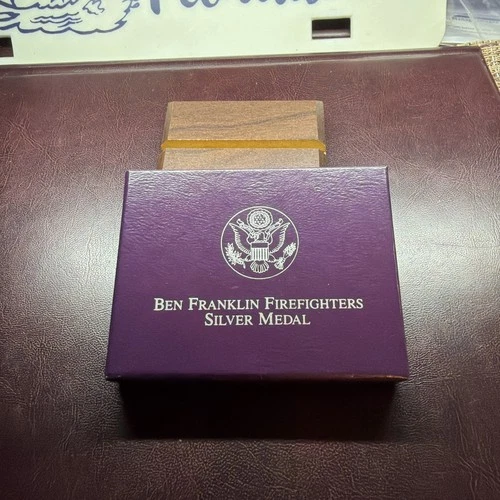 BEN FRANKLIN FIREFIGHTERS
SILVER MEDAL